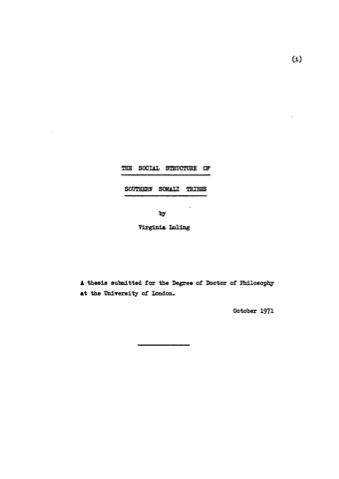 (i)
THE SOCIAL STRUCTURE OF
SOUTHERN SOMALI TRIBES
by
Virginia Luling
A thesis submitted for the Degree of Doctor of Philosophy
at the University of London.
October 1971